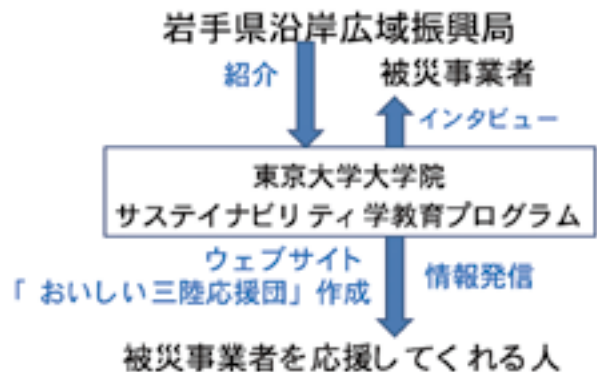 岩手県沿岸広域振興局
紹介
被災事業者
インタビュー
東京大学大学院
サステイナビリティ学教育プログラム
ウェブサイト
「おいしい三陸応援団」作成
情報発信
被災事業者を応援してくれる人